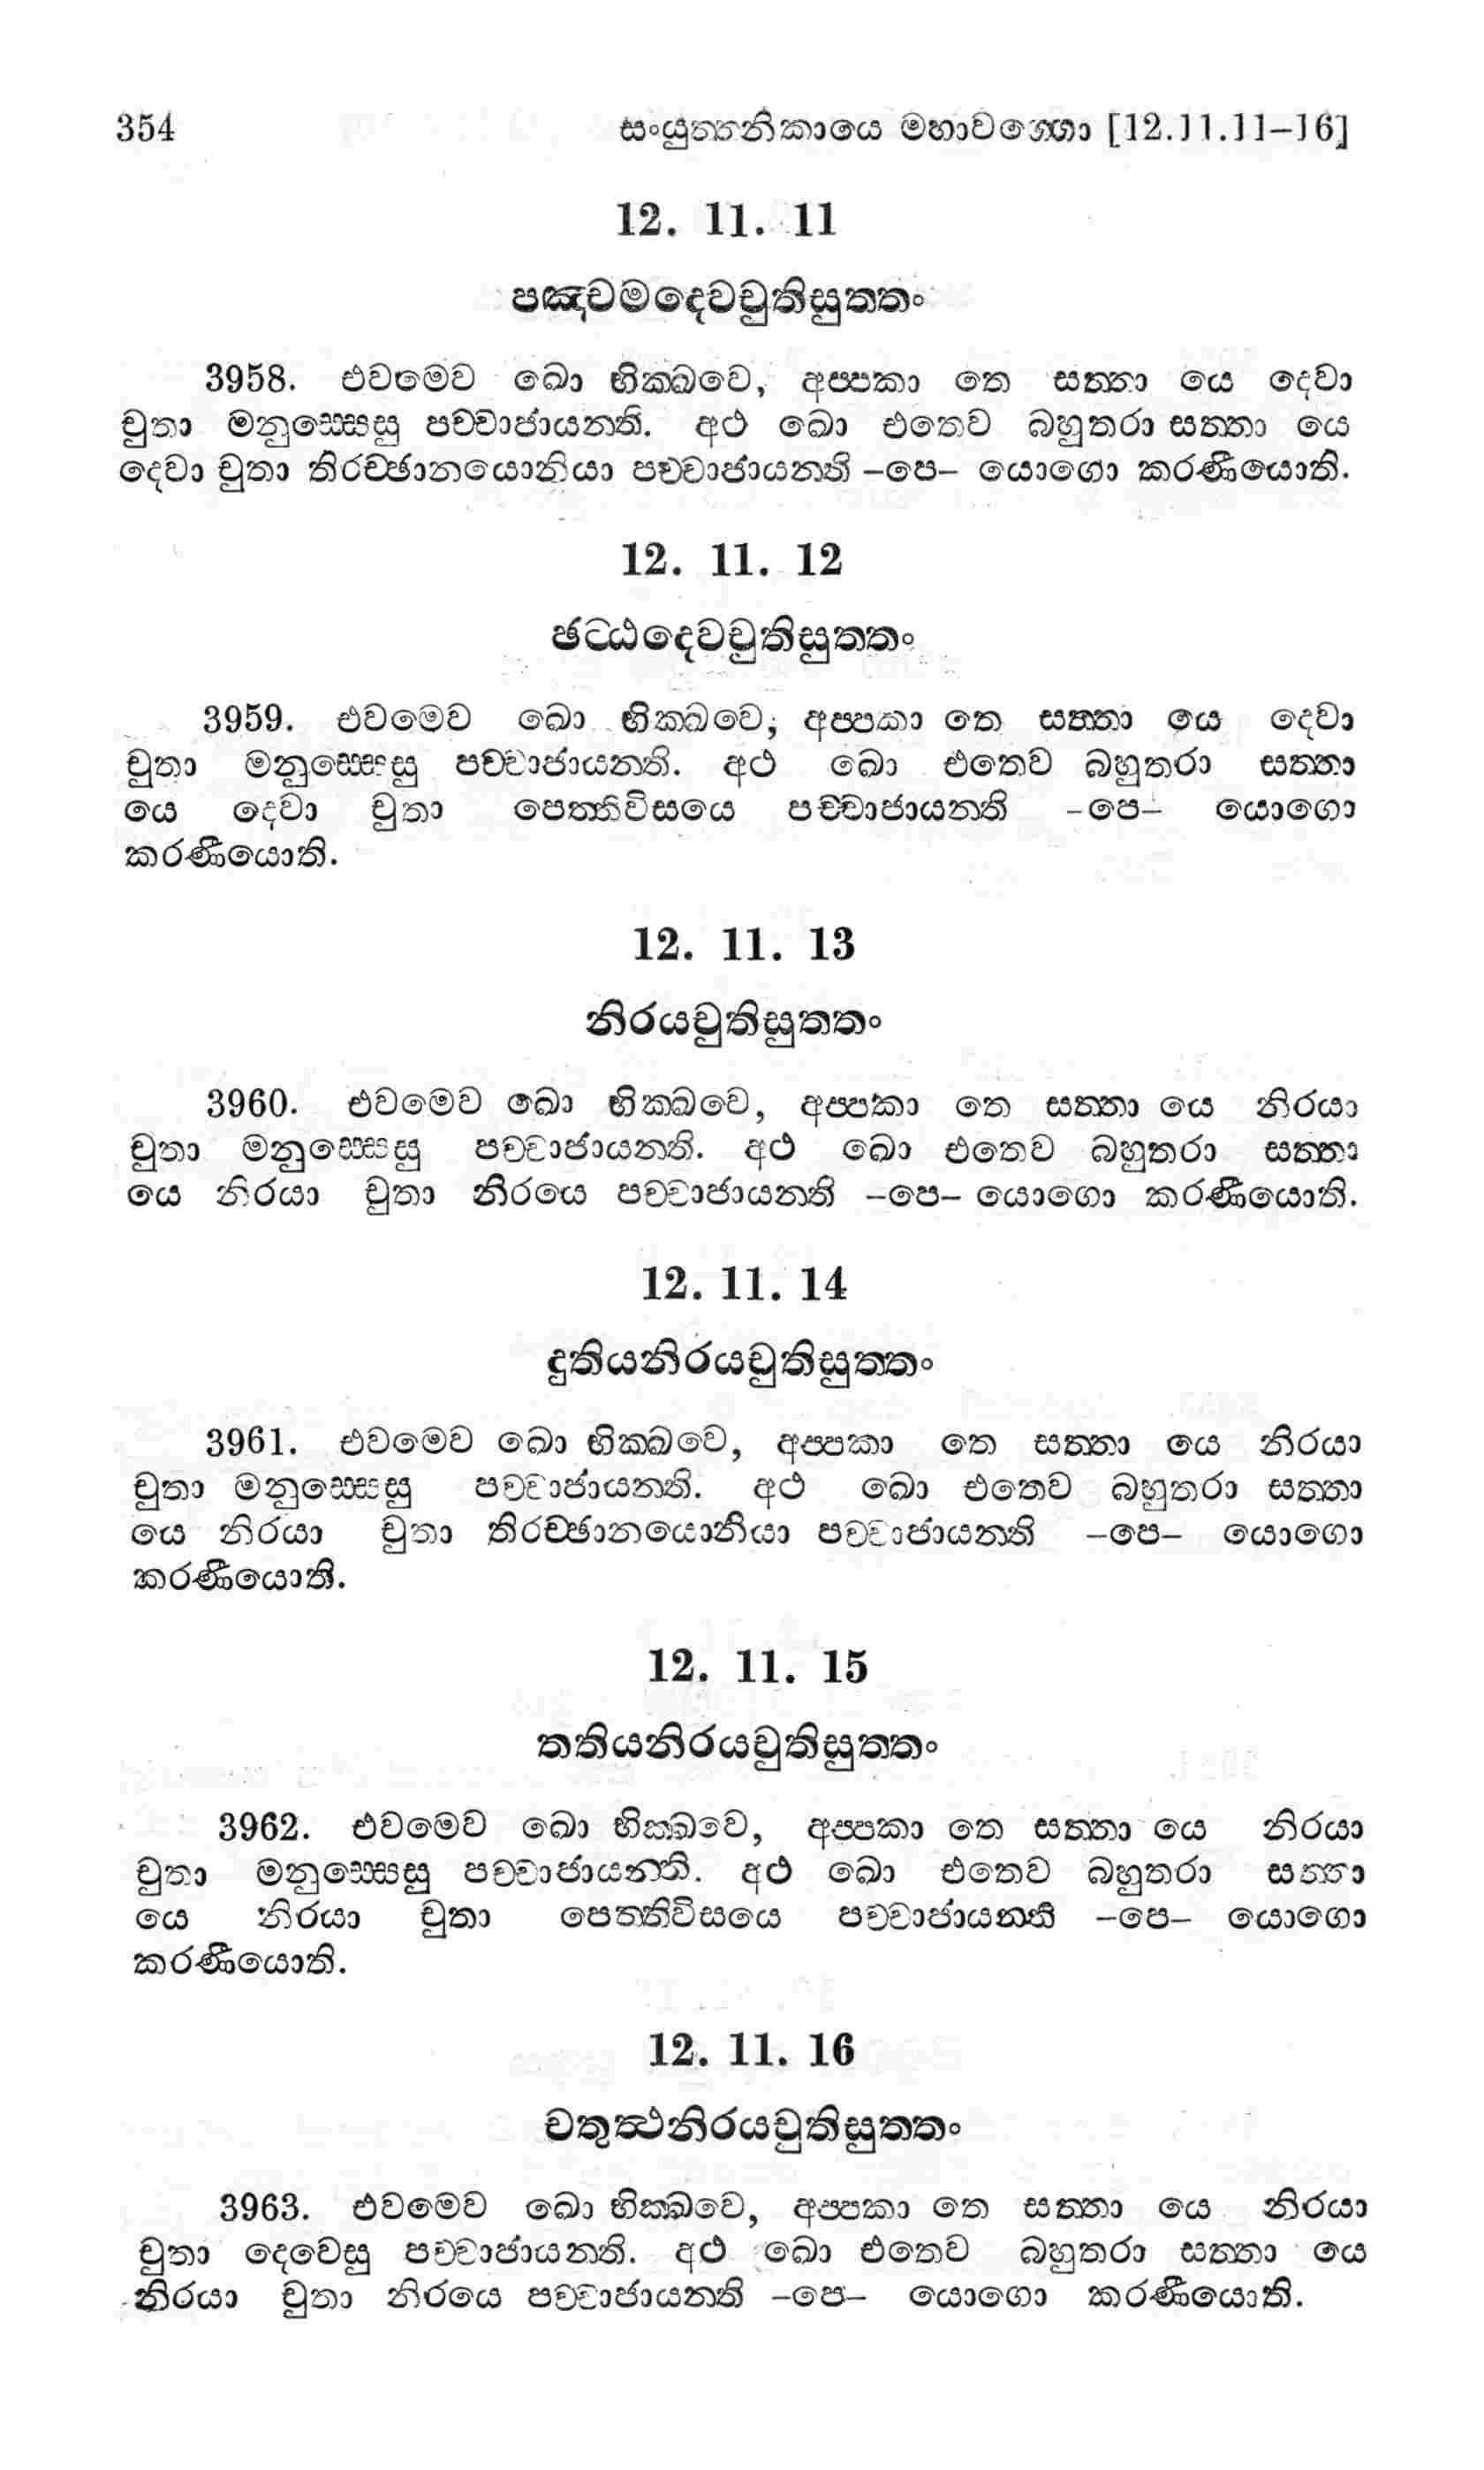 354 සංයුත්තනිකායෙ මහාවග්ගො [12.11.11–16]
12. 11. 11
පඤ්චමදෙවචුතිසුත්තං
3958. එවමෙව ඛො භික්ඛවෙ, අප්පකා තෙ සත්තා යෙ දෙවා
චුතා මනුස්සෙසු පච්චාජායන්ති. අථ ඛො එතෙව බහුතරා සත්තා යෙ
දෙවා චුතා තිරච්ඡානයොනියා පච්චාජායන්ති –පෙ– යොගො කරණීයොති.
12. 11. 12
ඡට්ඨදෙවචුතිසුත්තං
3959. එවමෙව ඛො භික්ඛවෙ, අප්පකා තෙ සත්තා යෙ දෙවා
චුතා මනුස්සෙසු පච්චාජායන්ති. අථ ඛො එතෙව බහුතරා සත්තා
යෙ දෙවා චුතා පෙත්තිවිසයෙ පච්චාජායන්ති –පෙ– යොගො
කරණීයොති.
12. 11. 13
නිරයචුතිසුත්තං
3960. එවමෙව ඛො භික්ඛවෙ, අප්පකා තෙ සත්තා යෙ නිරයා
චුතා මනුස්සෙසු පච්චාජායන්ති. අථ ඛො එතෙව බහුතරා සත්තා
යෙ නිරයා චුතා නිරයෙ පච්චාජායන්ති –පෙ– යොගො කරණීයොති.
12. 11. 14
දුතියනිරයචුතිසුත්තං
3961. එවමෙව ඛො භික්ඛවෙ, අප්පකා තෙ සත්තා යෙ නිරයා
චුතා මනුස්සෙසු පච්චාජායන්ති. අථ ඛො එතෙව බහුතරා සත්තා
යෙ නිරයා චුතා තිරච්ඡානයොනියා පච්චාජායන්ති –පෙ– යොගො
කරණීයොති.
12. 11. 15
තතියනිරයචුතිසුත්තං
3962. එවමෙව ඛො භික්ඛවෙ, අප්පකා තෙ සත්තා යෙ නිරයා
චුතා මනුස්සෙසු පච්චාජායන්ති. අථ ඛො එතෙව බහුතරා සත්තා
යෙ නිරයා චුතා පෙත්තිවිසයෙ පච්චාජායන්ති –පෙ– යොගො
කරණීයොති.
12. 11. 16
චතුත්ථනිරයචුතිසුත්තං
3963. එවමෙව ඛො භික්ඛවෙ, අප්පකා තෙ සත්තා යෙ නිරයා
චුතා දෙවෙසු පච්චාජායන්ති. අථ ඛො එතෙව බහුතරා සත්තා යෙ
නිරයා චුතා නිරයෙ පච්චාජායන්ති –පෙ– යොගො කරණීයොති.